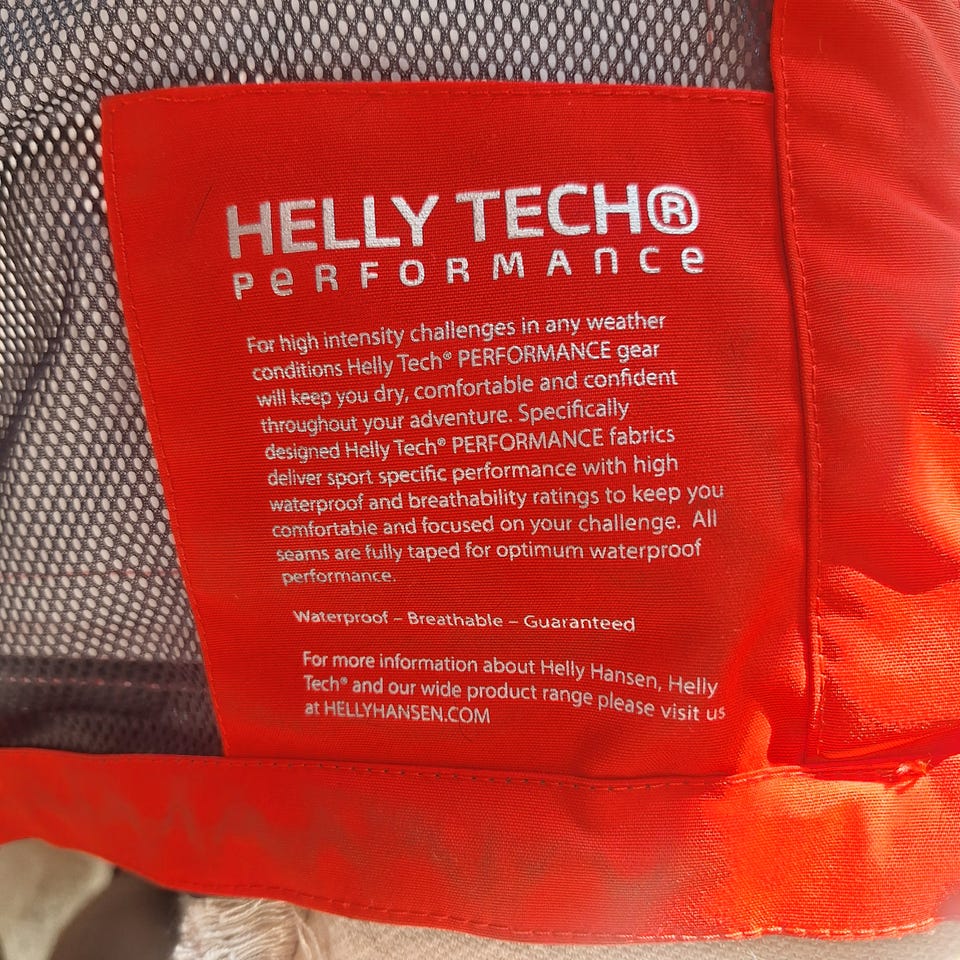 HELLY TECH®
PERFORMANCE
For high intensity challenges in any weather
conditions Helly Tech® PERFORMANCE gear
will keep you dry, comfortable and confident
throughout your adventure. Specifically
designed Helly Tech® PERFORMANCE fabrics
deliver sport specific performance with high
waterproof and breathability ratings to keep you
comfortable and focused on your challenge. All
seams are fully taped for optimum waterproof
performance.
Waterproof – Breathable – Guaranteed
For more information about Helly Hansen, Helly
Tech® and our wide product range please visit us
at HELLYHANSEN.COM